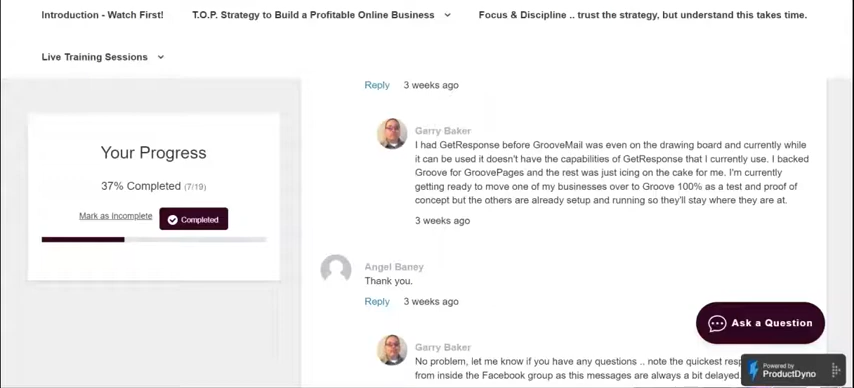 Introduction - Watch First!
T.O.P. Strategy to Build a Profitable Online Business
Focus & Discipline .. trust the strategy, but understand this takes time.
Live Training Sessions
Your Progress
37% Completed (7/19)
Mark as Incomplete
Completed
Reply 3 weeks ago
Garry Baker
I had GetResponse before GrooveMail was even on the drawing board and currently while
it can be used it doesn't have the capabilities of GetResponse that I currently use. I backed
Groove for GroovePages and the rest was just icing on the cake for me. I'm currently
getting ready to move one of my businesses over to Groove 100% as a test and proof of
concept but the others are already setup and running so they'll stay where they are at.
3 weeks ago
Angel Baney
Thank you.
Reply 3 weeks ago
Garry Baker
No problem, let me know if you have any questions .. note the quickest
from inside the Facebook group as this messages are always a bit delayed
Ask a Question
Powered by
ProductDyno